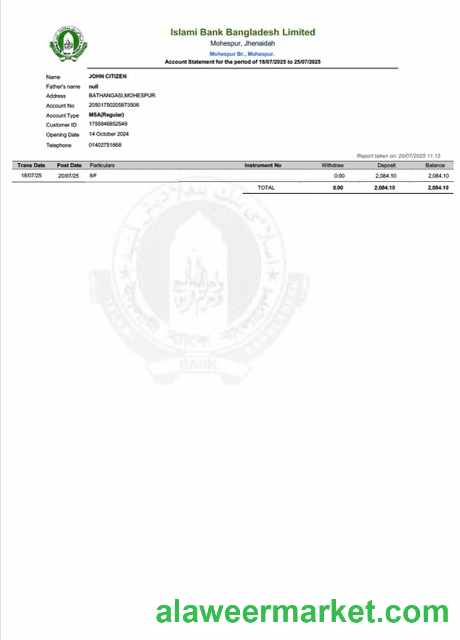 Islami Bank Bangladesh Limited
Mohespur, Jhenaidah
Mohespur Br., Mohespur.
Account Statement for the period of 18/07/2025 to 25/07/2025
Name JOHN CITIZEN
Father's name null
Address BATHANGASI,MOHESPUR
Account No 20501750205873506
Account Type MSA(Regular)
Customer ID 1755846852549
Opening Date 14 October 2024
Telephone 01402751668
Report taken on: 20/07/2025 11:13
Trans Date Post Date Particulars Instrument No Withdraw Deposit Balance
18/07/25 20/07/25 B/F 0.00 2,084.10 2,084.10
TOTAL 0.00 2,084.10 2,084.10
BANK
alaweermarket.com